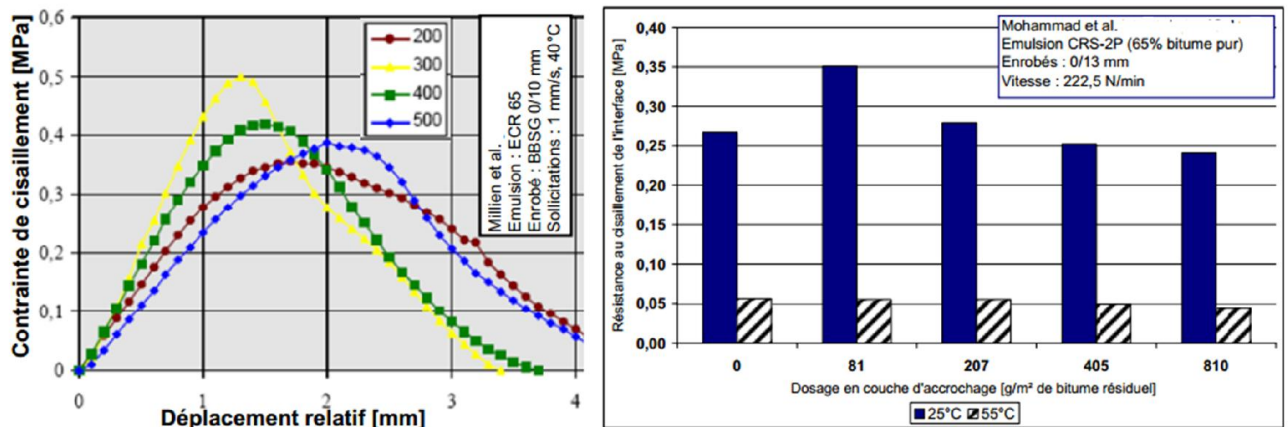 Contrainte de cisaillement [MPa]
0,6
0,5
0,4
0,3
0,2
0,1
0
0 1 2 3 4
Déplacement relatif [mm]
200
300
400
500
Millien et al.
Emulsion : ECR 65
Enrobé : BBSG 0/10 mm
Sollicitations : 1 mm/s, 40°C
Résistance au cisaillement de l'interface [MPa]
0,40
0,35
0,30
0,25
0,20
0,15
0,10
0,05
0,00
Mohammad et al.
Emulsion CRS-2P (65% bitume pur)
Enrobés : 0/13 mm
Vitesse : 222,5 N/min
0 81 207 405 810
Dosage en couche d'accrochage [g/m² de bitume résiduel]
25°C 55°C